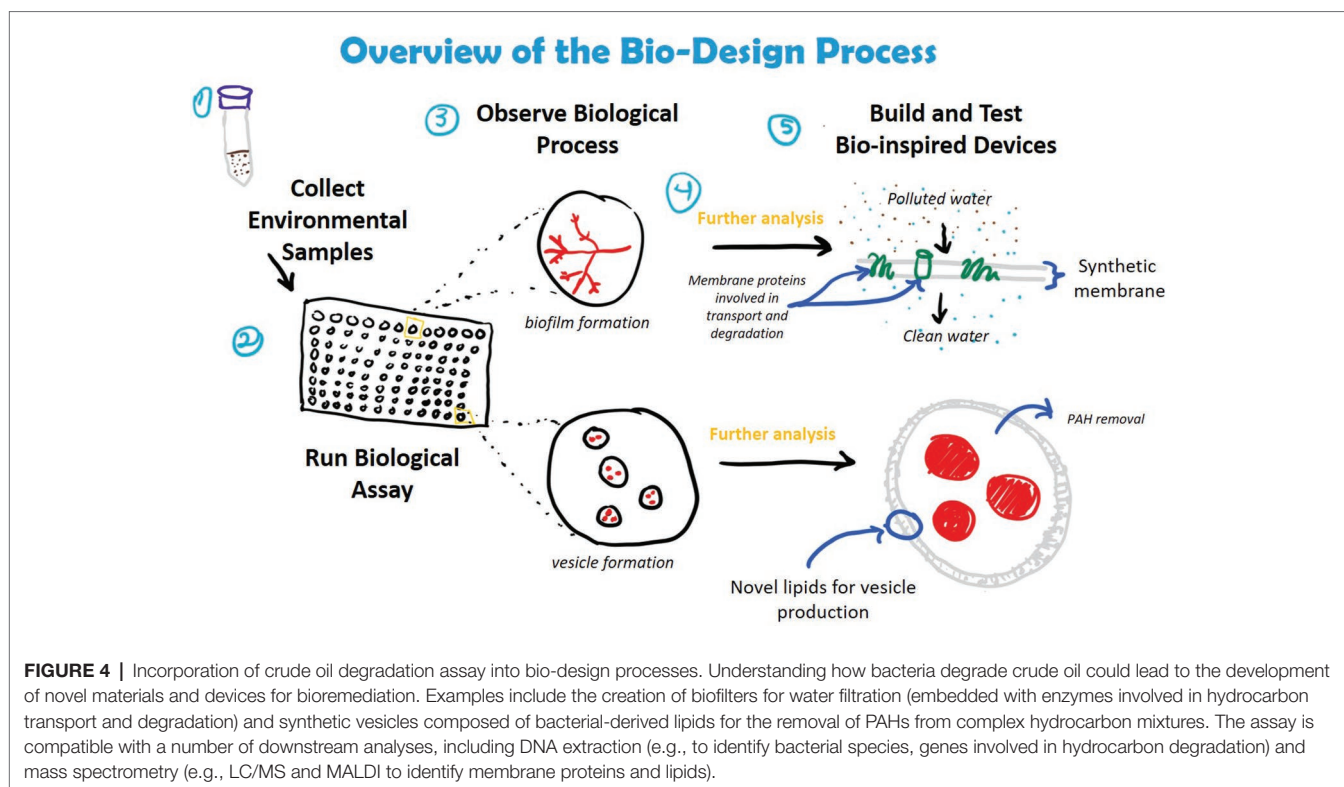 Overview of the Bio-Design Process
1
Collect
Environmental
Samples
2
Run Biological
Assay
3
Observe Biological
Process
biofilm formation
vesicle formation
4
Further analysis
Membrane proteins
involved in
transport and
degradation
Further analysis
5
Build and Test
Bio-inspired Devices
Polluted water
Synthetic
membrane
Clean water
PAH removal
Novel lipids for vesicle
production
FIGURE 4 | Incorporation of crude oil degradation assay into bio-design processes. Understanding how bacteria degrade crude oil could lead to the development
of novel materials and devices for bioremediation. Examples include the creation of biofilters for water filtration (embedded with enzymes involved in hydrocarbon
transport and degradation) and synthetic vesicles composed of bacterial-derived lipids for the removal of PAHs from complex hydrocarbon mixtures. The assay is
compatible with a number of downstream analyses, including DNA extraction (e.g., to identify bacterial species, genes involved in hydrocarbon degradation) and
mass spectrometry (e.g., LC/MS and MALDI to identify membrane proteins and lipids).